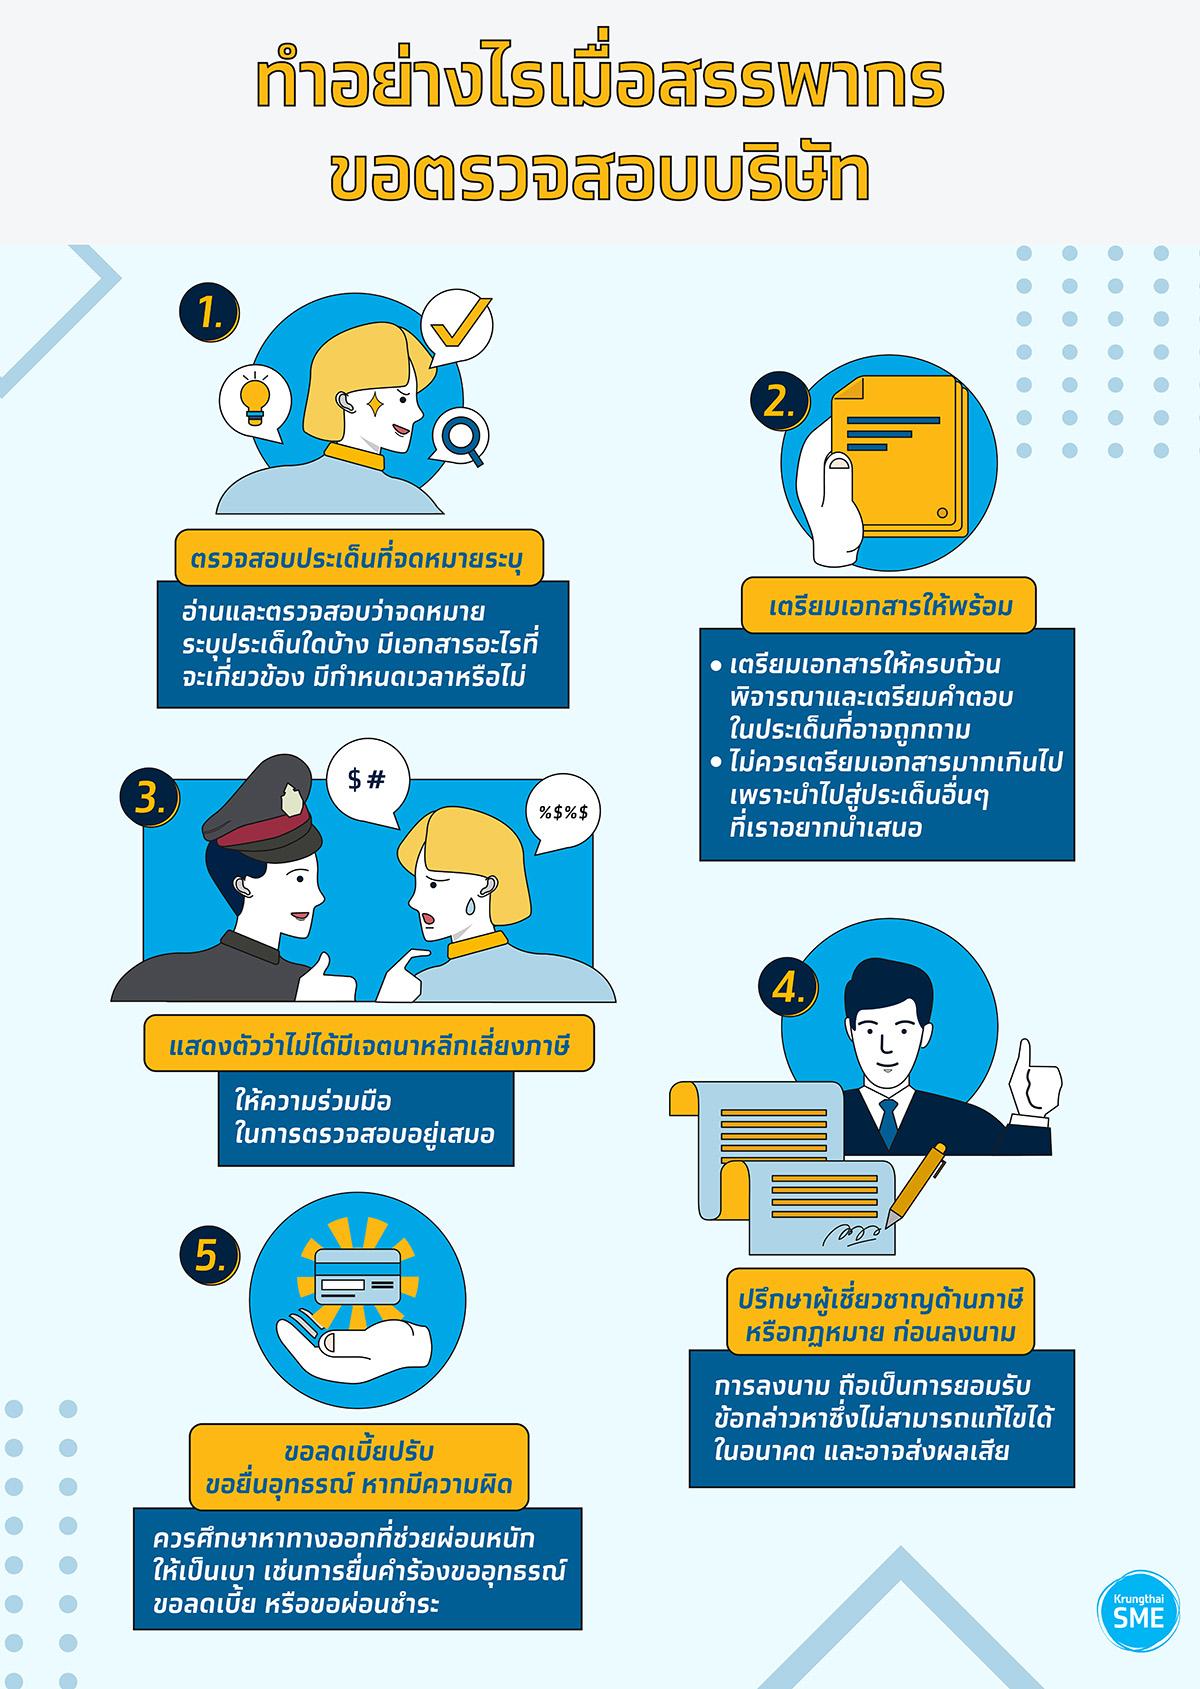 ทำอย่างไรเมื่อสรรพากร
ขอตรวจสอบบริษัท
1.
ตรวจสอบประเด็นที่จดหมายระบุ
อ่านและตรวจสอบว่าจดหมาย
ระบุประเด็นใดบ้าง มีเอกสารอะไรที่
จะเกี่ยวข้อง มีกำหนดเวลาหรือไม่
2.
เตรียมเอกสารให้พร้อม
• เตรียมเอกสารให้ครบถ้วน
พิจารณาและเตรียมคำตอบ
ในประเด็นที่อาจถูกถาม
• ไม่ควรเตรียมเอกสารมากเกินไป
เพราะนำไปสู่ประเด็นอื่นๆ
ที่เราอยากนำเสนอ
3.
$#
%$%$
แสดงตัวว่าไม่ได้มีเจตนาหลีกเลี่ยงภาษี
ให้ความร่วมมือ
ในการตรวจสอบอยู่เสมอ
4.
ปรึกษาผู้เชี่ยวชาญด้านภาษี
หรือกฎหมาย ก่อนลงนาม
การลงนาม ถือเป็นการยอมรับ
ข้อกล่าวหาซึ่งไม่สามารถแก้ไขได้
ในอนาคต และอาจส่งผลเสีย
5.
ขอลดเบี้ยปรับ
ขอยื่นอุทธรณ์ หากมีความผิด
ควรศึกษาหาทางออกที่ช่วยผ่อนหนัก
ให้เป็นเบา เช่นการยื่นคำร้องขออุทธรณ์
ขอลดเบี้ย หรือขอผ่อนชำระ
Krungthai
SME